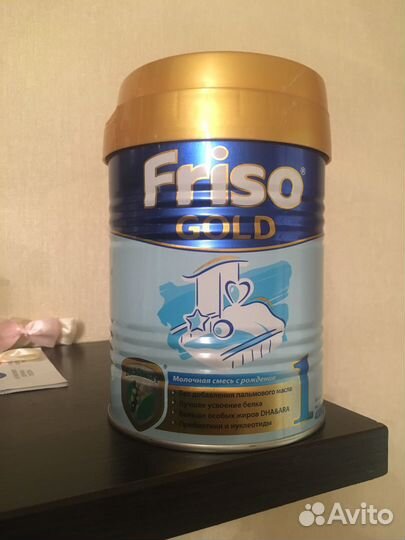 Friso®
GOLD
Молочная смесь с рождения
1
Без добавления пальмового масла
Лучшее усвоение белка
Больше особых жиров DHA&ARA
Пребиотики и нуклеотиды
Avito